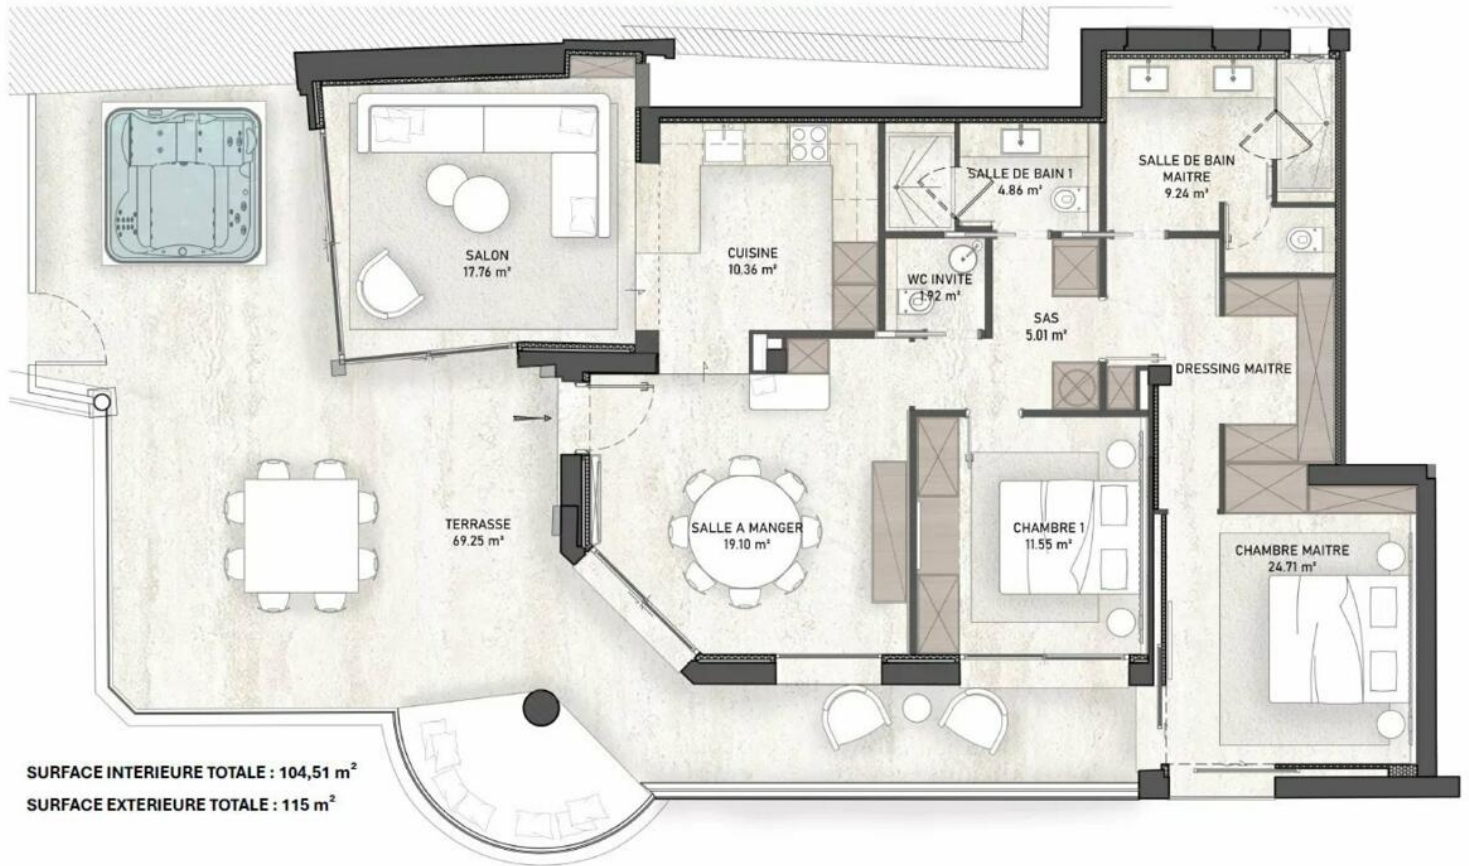 SALON
17.76 m²
CUISINE
10.36 m²
SALLE DE BAIN 1
4.86 m²
SALLE DE BAIN
MAITRE
9.24 m²
WC INVITE
1.92 m²
SAS
5.01 m²
DRESSING MAITRE
TERRASSE
69.25 m²
SALLE A MANGER
19.10 m²
CHAMBRE 1
11.55 m²
CHAMBRE MAITRE
24.71 m²
SURFACE INTERIEURE TOTALE : 104,51 m²
SURFACE EXTERIEURE TOTALE : 115 m²